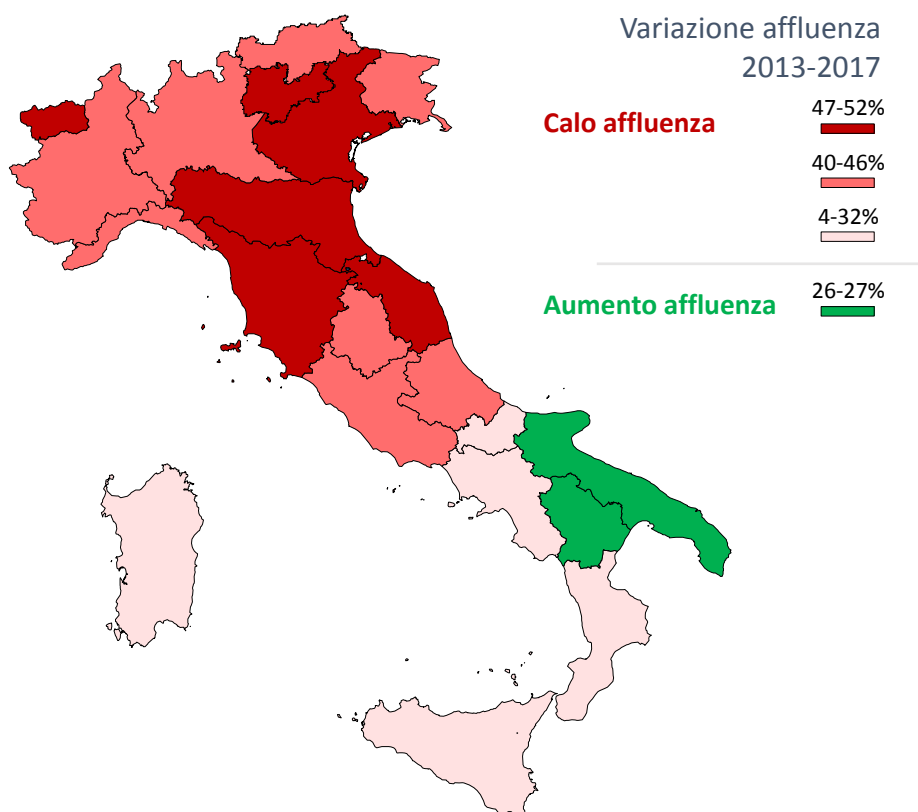 Variazione affluenza
2013-2017
Calo affluenza
47-52%
40-46%
4-32%
Aumento affluenza
26-27%